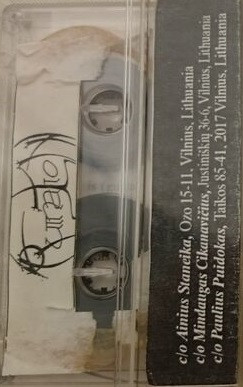 c/o Ainius Staneika, Ozo 15-11, Vilnius, Lithuania
c/o Mindaugas Cikanavičius, Justiniškių 36-6, Vilnius, Lithuania
c/o Paulius Puidokas, Taikos 85-41, 2017 Vilnius, Lithuania